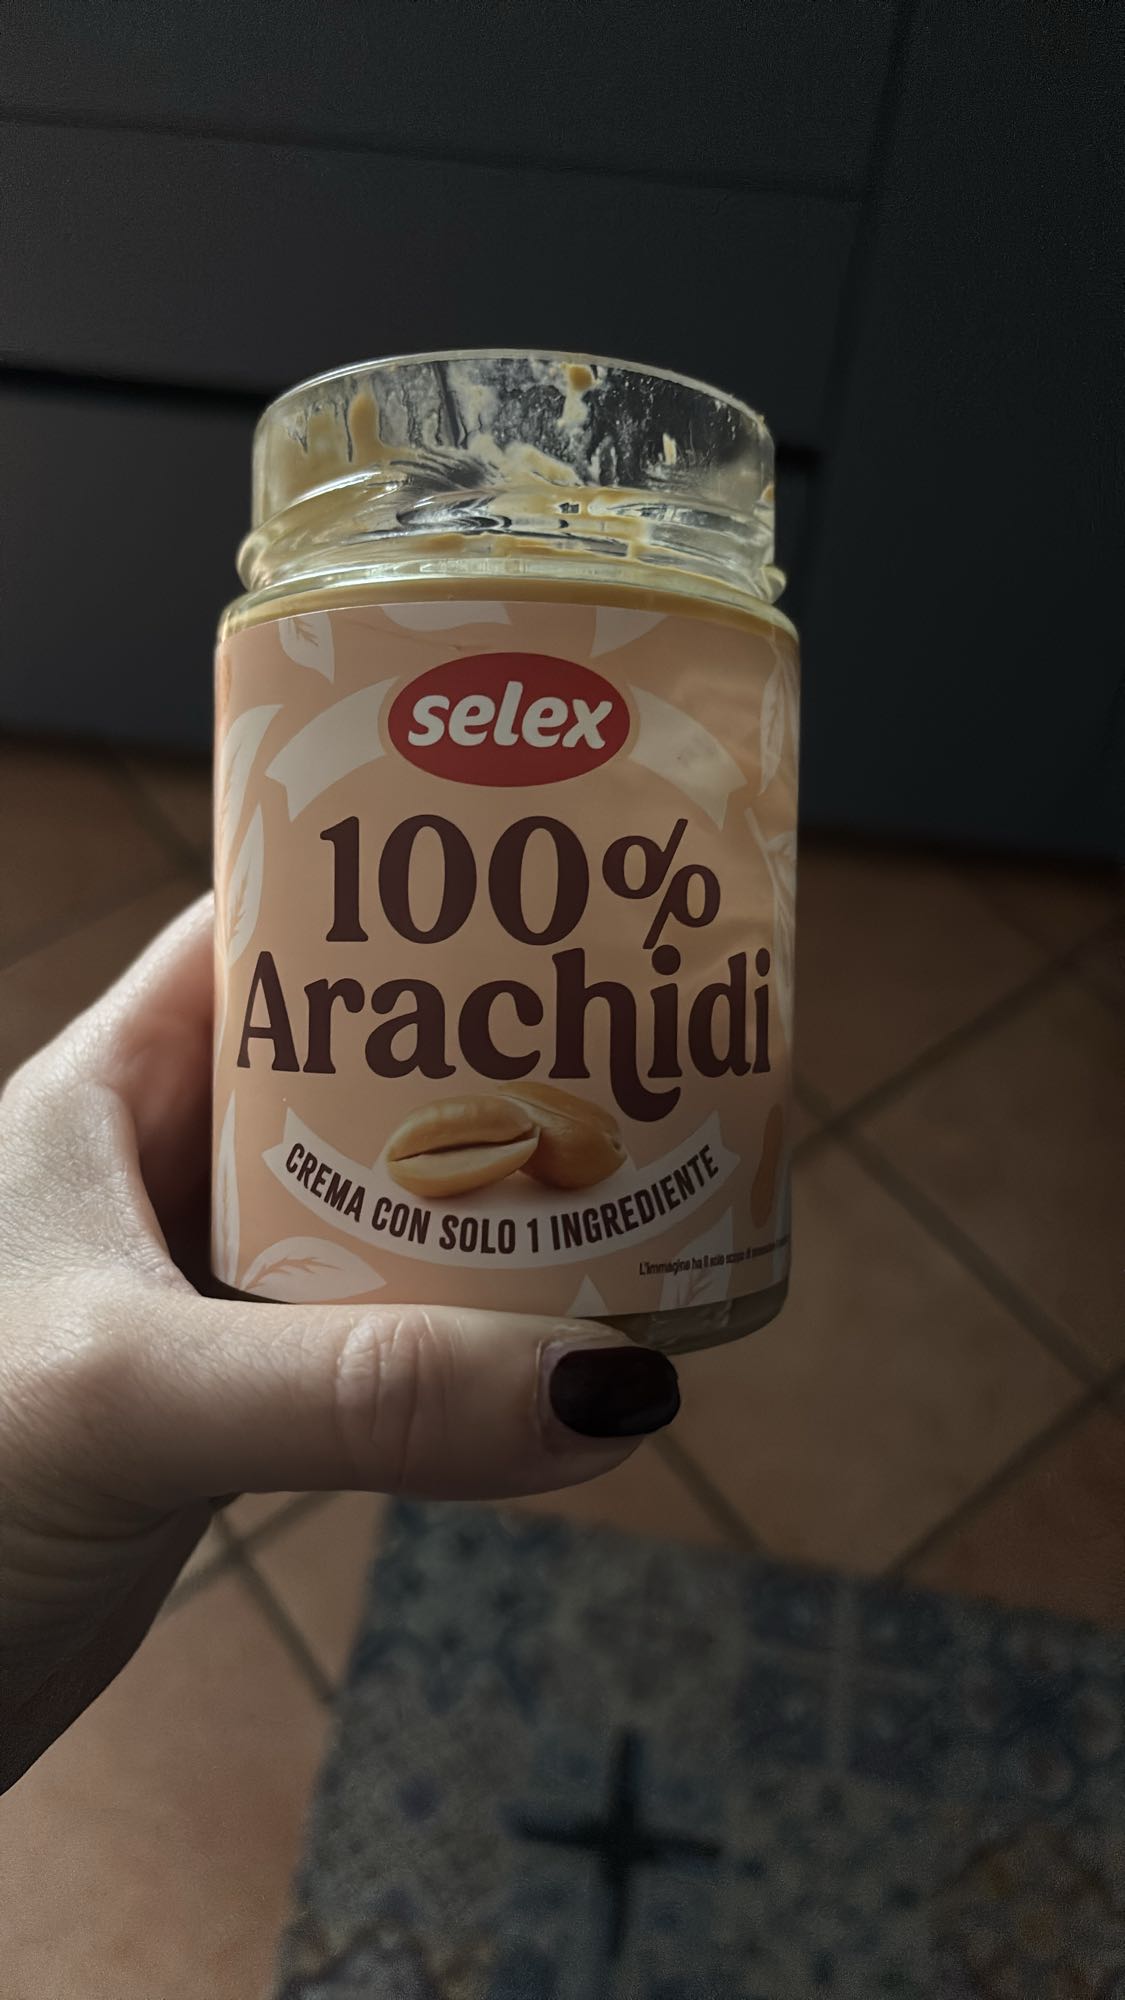 selex
100%
Arachidi
CREMA CON SOLO 1 INGREDIENTE
L'immagine ha il solo scopo di